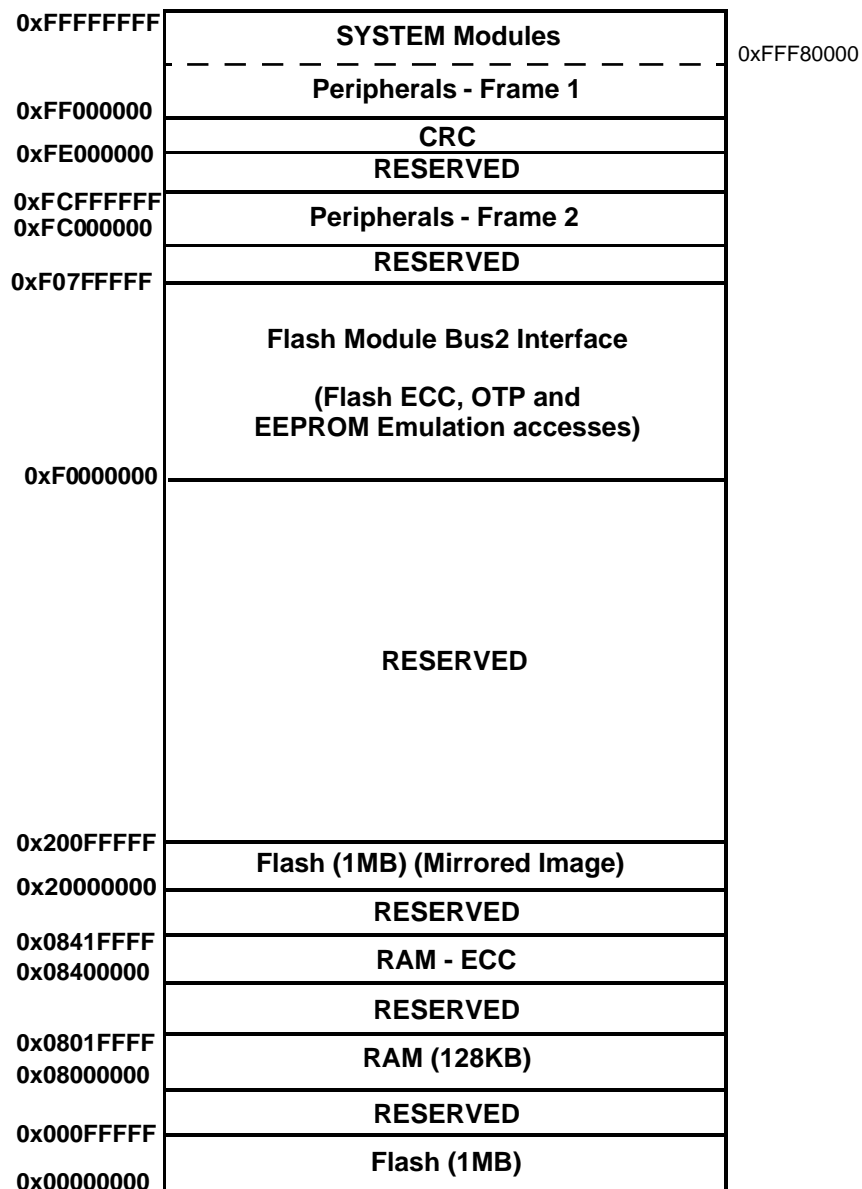 0xFFFFFFFF
SYSTEM Modules
0xFFF80000
Peripherals - Frame 1
0xFF000000
CRC
0xFE000000
RESERVED
0xFCFFFFFF
Peripherals - Frame 2
0xFC000000
RESERVED
0xF07FFFFF
Flash Module Bus2 Interface
(Flash ECC, OTP and
EEPROM Emulation accesses)
0xF0000000
RESERVED
0x200FFFFF
Flash (1MB) (Mirrored Image)
0x20000000
RESERVED
0x0841FFFF
RAM - ECC
0x08400000
RESERVED
0x0801FFFF
RAM (128KB)
0x08000000
RESERVED
0x000FFFFF
Flash (1MB)
0x00000000